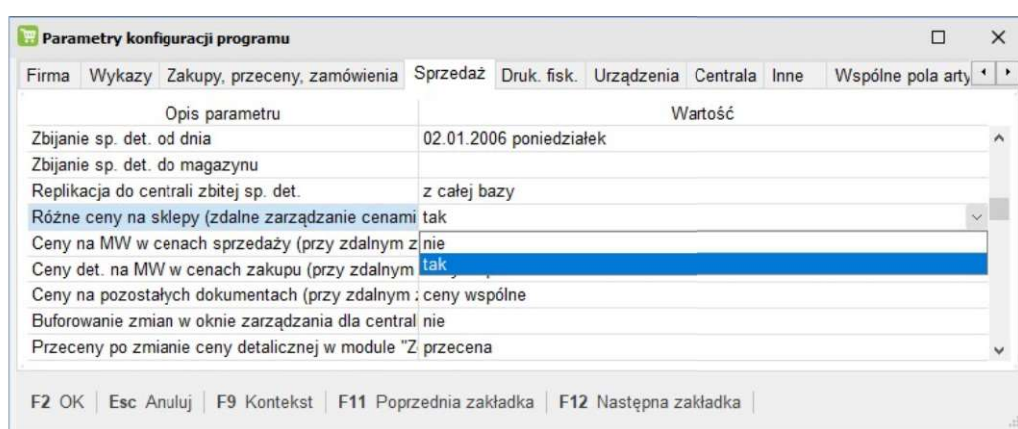 Parametry konfiguracji programu
Firma Wykazy Zakupy, przeceny, zamówienia Sprzedaż Druk. fisk. Urządzenia Centrala Inne Wspólne pola arty
Opis parametru Wartość
Zbijanie sp. det. od dnia 02.01.2006 poniedziałek
Zbijanie sp. det. do magazynu
Replikacja do centrali zbitej sp. det. z całej bazy
Różne ceny na sklepy (zdalne zarządzanie cenami tak
Ceny na MW w cenach sprzedaży (przy zdalnym z nie
Ceny det. na MW w cenach zakupu (przy zdalnym tak
Ceny na pozostałych dokumentach (przy zdalnym z ceny wspólne
Buforowanie zmian w oknie zarządzania dla central nie
Przeceny po zmianie ceny detalicznej w module "Z przecena
F2 OK Esc Anuluj F9 Kontekst F11 Poprzednia zakładka F12 Następna zakładka